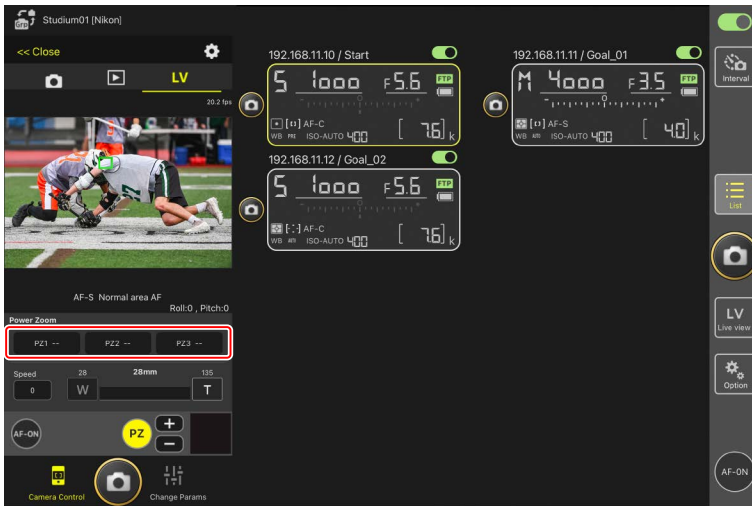 Grp
Studium01 [Nikon]
<< Close
LV
20.2 fps
AF-S Normal area AF
Roll:0 , Pitch:0
Power Zoom
PZ1 --
PZ2 --
PZ3 --
Speed
28
28mm
135
0
W
T
AF-ON
PZ
+
−
Camera Control
Change Params
192.168.11.10 / Start
S 1000 F5.6 FTP
AF-C
WB PRE ISO-AUTO 400 [ 7.6] k
192.168.11.11 / Goal_01
M 4000 F3.5 FTP
- 0 +
AF-S
WB ISO-AUTO 400 [ 4.0] k
192.168.11.12 / Goal_02
S 1000 F5.6 FTP
AF-C
WB ISO-AUTO 400 [ 7.6] k
Interval
List
LV
Live view
Option
AF-ON